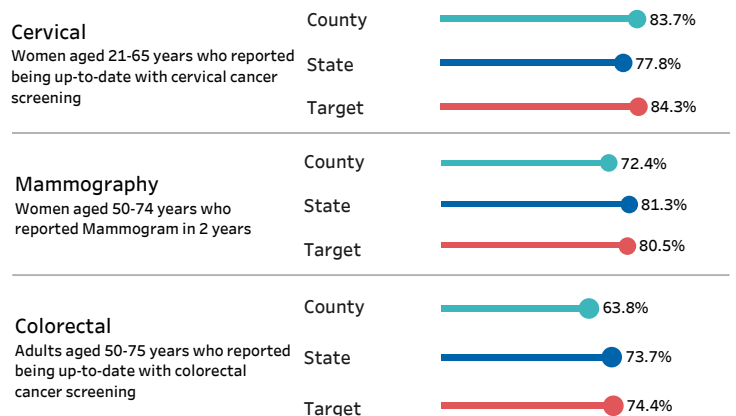 Cervical
Women aged 21-65 years who reported
being up-to-date with cervical cancer
screening
County
83.7%
State
77.8%
Target
84.3%
Mammography
Women aged 50-74 years who
reported Mammogram in 2 years
County
72.4%
State
81.3%
Target
80.5%
Colorectal
Adults aged 50-75 years who reported
being up-to-date with colorectal
cancer screening
County
63.8%
State
73.7%
Target
74.4%